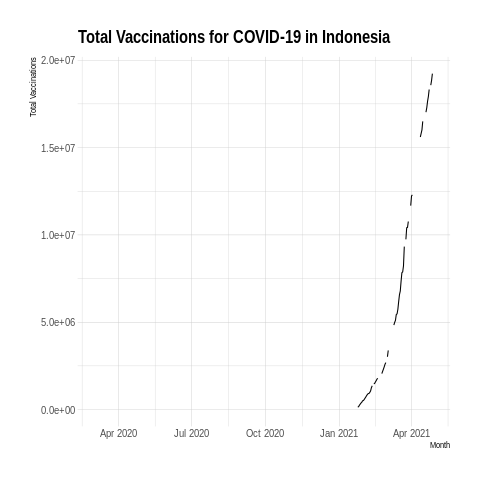 Total Vaccinations for COVID-19 in Indonesia
Total Vaccinations
2.0e+07
1.5e+07
1.0e+07
5.0e+06
0.0e+00
Apr 2020 Jul 2020 Oct 2020 Jan 2021 Apr 2021
Month